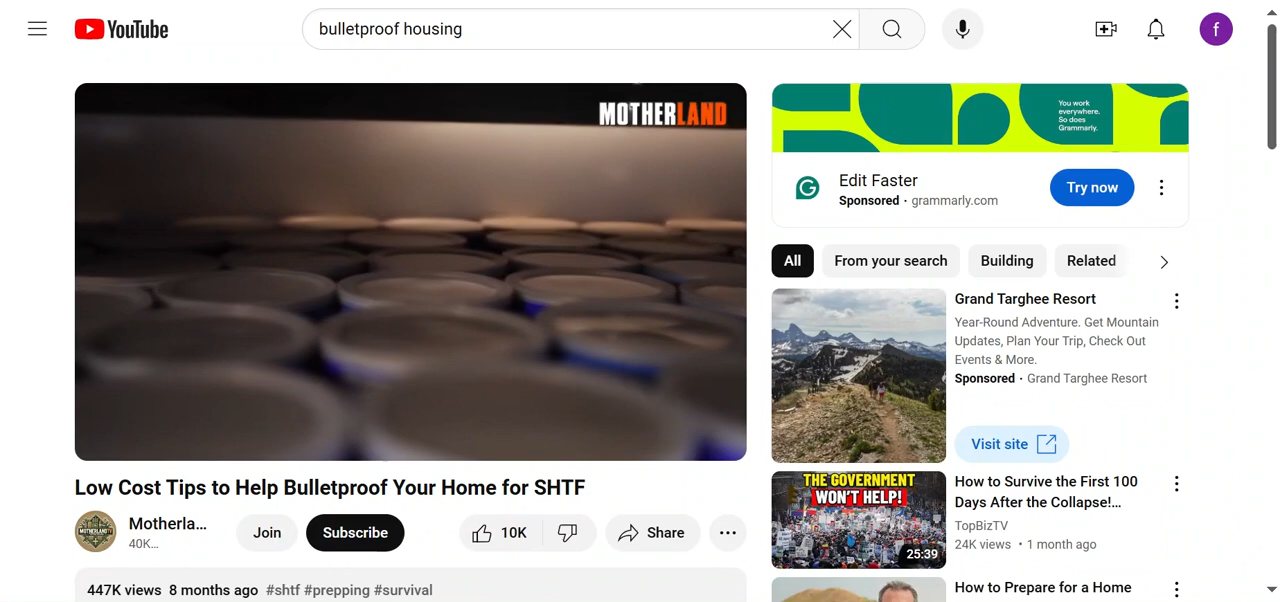 YouTube
bulletproof housing
f
MOTHERLAND
Low Cost Tips to Help Bulletproof Your Home for SHTF
Motherla...
40K...
Join
Subscribe
10K
Share
447K views 8 months ago #shtf #prepping #survival
You work
everywhere.
So does
Grammarly.
Edit Faster
Sponsored · grammarly.com
Try now
All
From your search
Building
Related
Grand Targhee Resort
Year-Round Adventure. Get Mountain
Updates, Plan Your Trip, Check Out
Events & More.
Sponsored · Grand Targhee Resort
Visit site
THE GOVERNMENT
WON'T HELP!
25:39
How to Survive the First 100
Days After the Collapse!...
TopBizTV
24K views • 1 month ago
How to Prepare for a Home